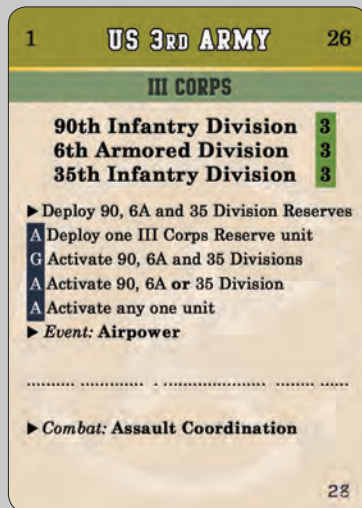 1 US 3RD ARMY 26
III CORPS
90th Infantry Division 3
6th Armored Division 3
35th Infantry Division 3
▶ Deploy 90, 6A and 35 Division Reserves
A Deploy one III Corps Reserve unit
G Activate 90, 6A and 35 Divisions
A Activate 90, 6A or 35 Division
A Activate any one unit
▶ Event: Airpower
▶ Combat: Assault Coordination
28